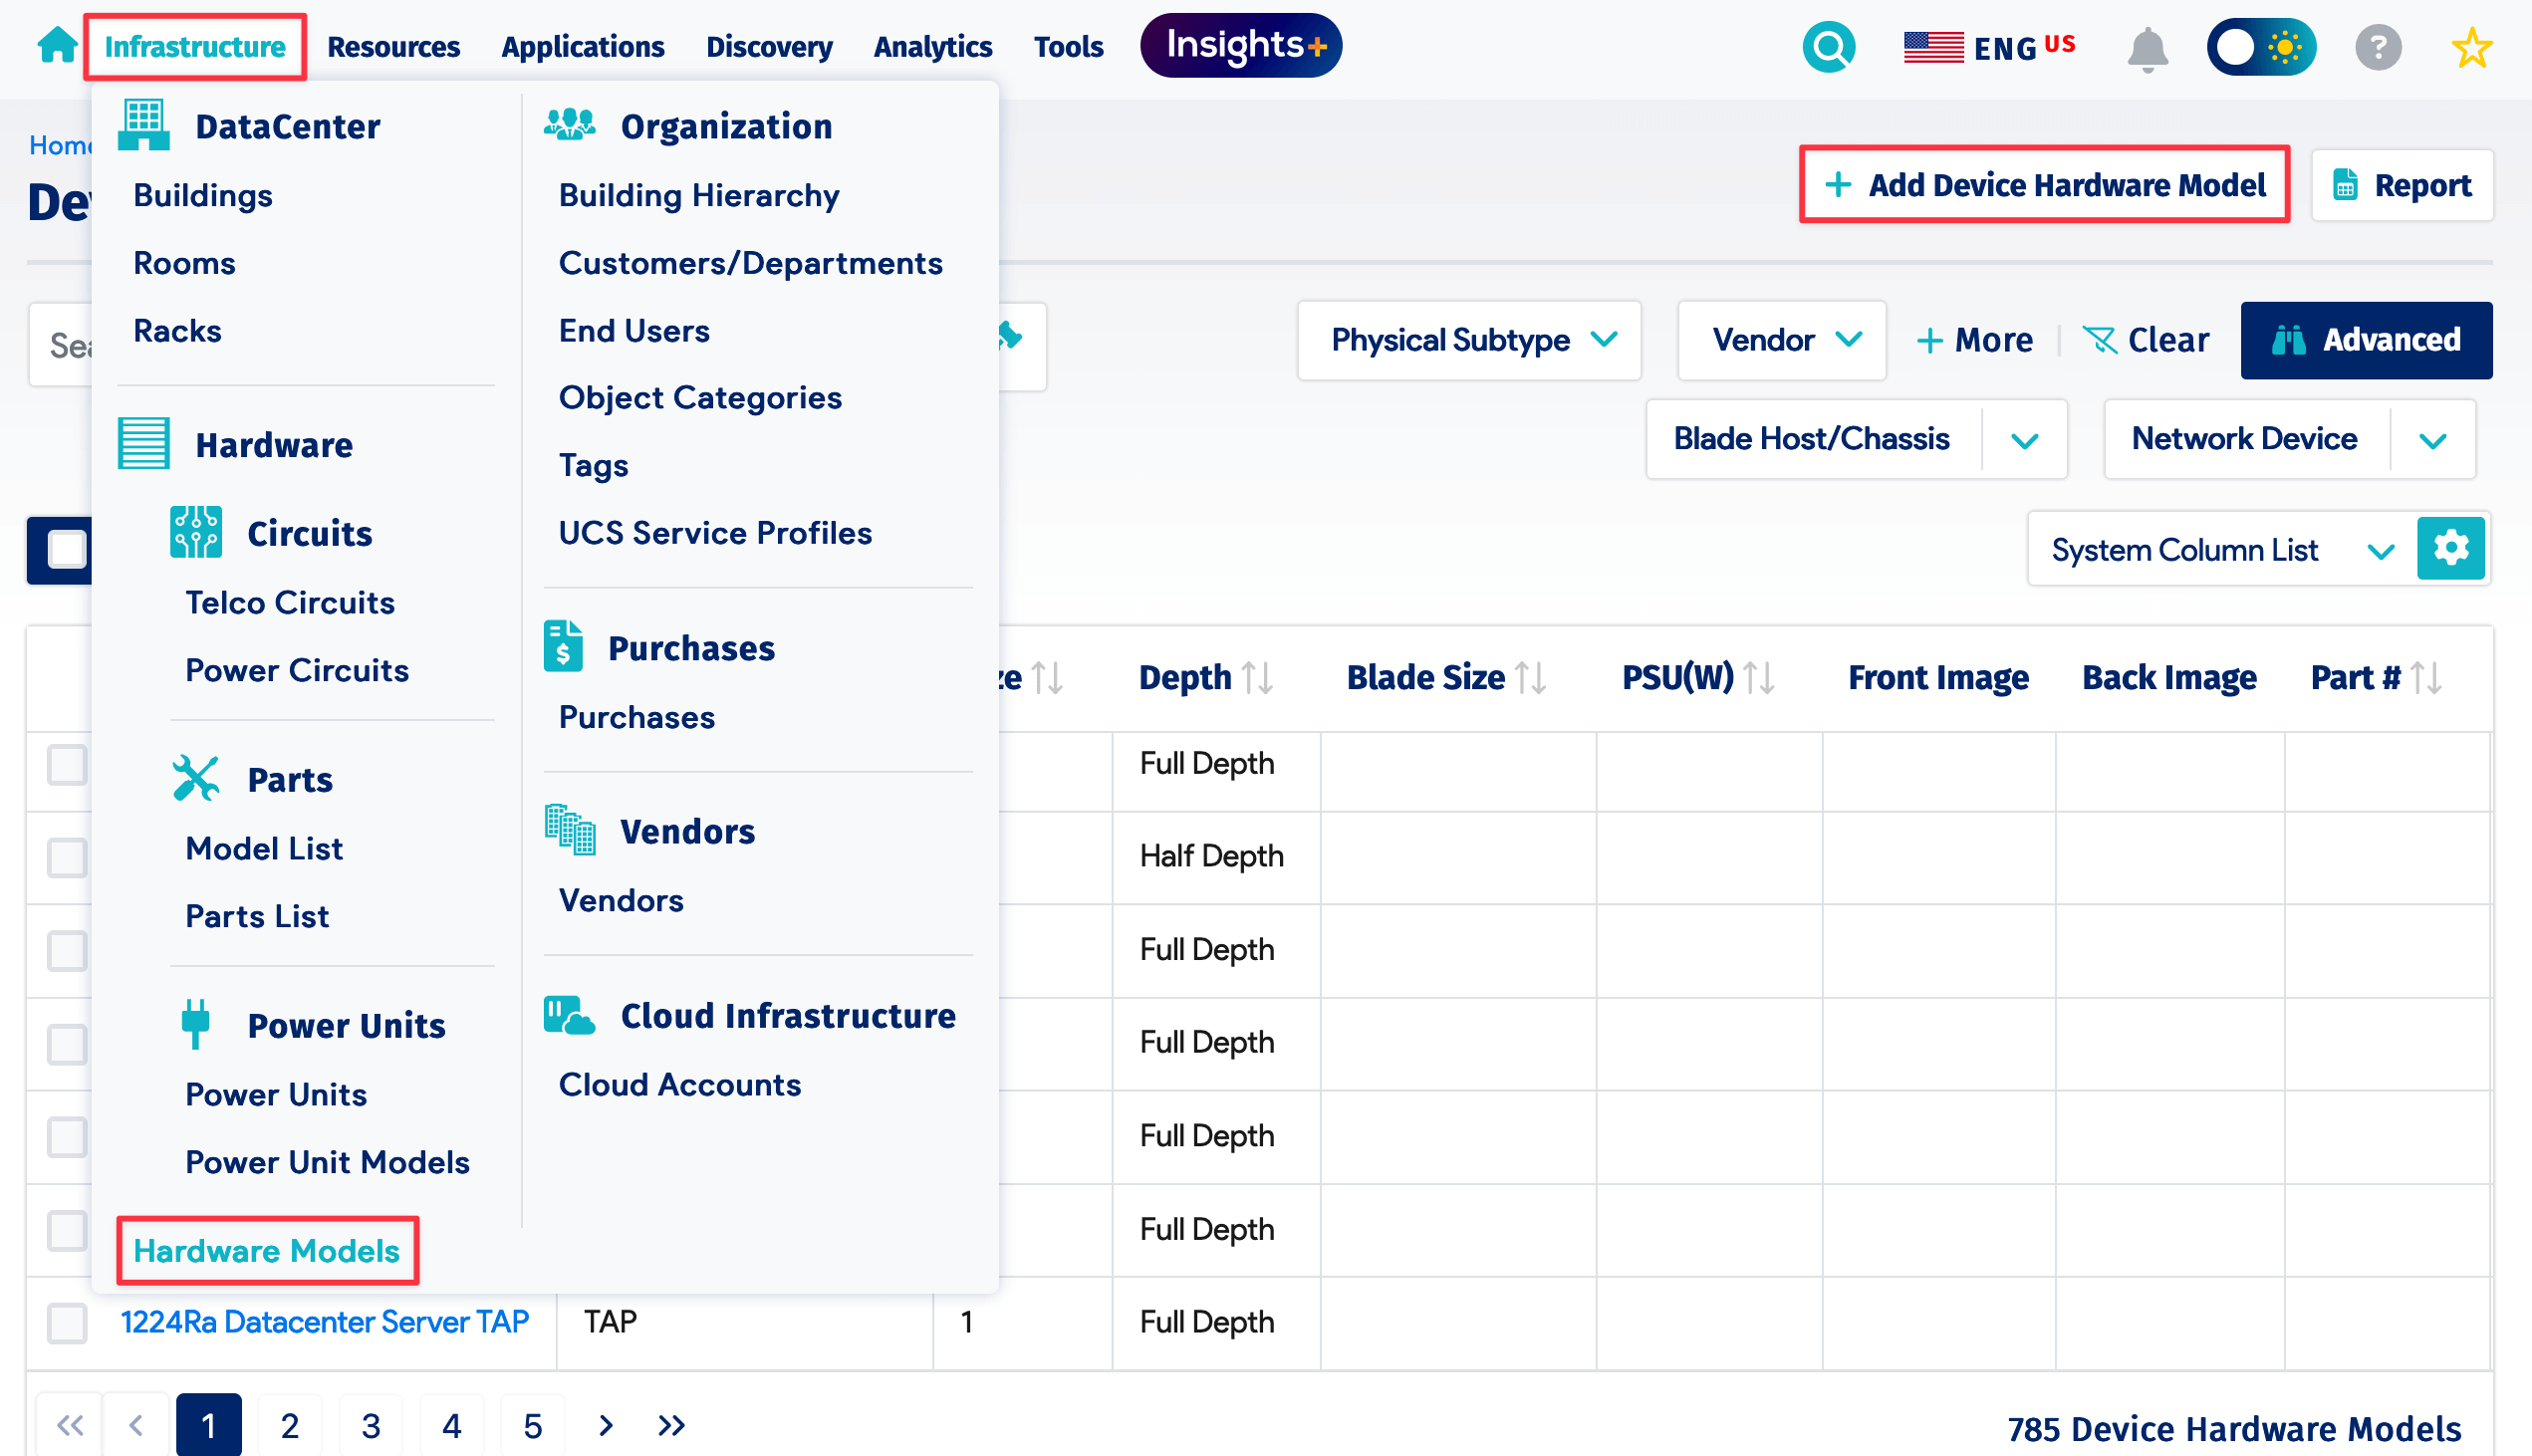 Infrastructure Resources Applications Discovery Analytics Tools Insights+ ENG US ?
Home
DataCenter
Buildings
Rooms
Racks
Hardware
Circuits
Telco Circuits
Power Circuits
Parts
Model List
Parts List
Power Units
Power Units
Power Unit Models
Hardware Models
Organization
Building Hierarchy
Customers/Departments
End Users
Object Categories
Tags
UCS Service Profiles
Purchases
Purchases
Vendors
Vendors
Cloud Infrastructure
Cloud Accounts
+ Add Device Hardware Model Report
Physical Subtype Vendor + More Clear Advanced
Blade Host/Chassis Network Device
System Column List
Depth Blade Size PSU(W) Front Image Back Image Part #
Full Depth
Half Depth
Full Depth
Full Depth
Full Depth
Full Depth
1224Ra Datacenter Server TAP TAP 1 Full Depth
1 2 3 4 5
785 Device Hardware Models